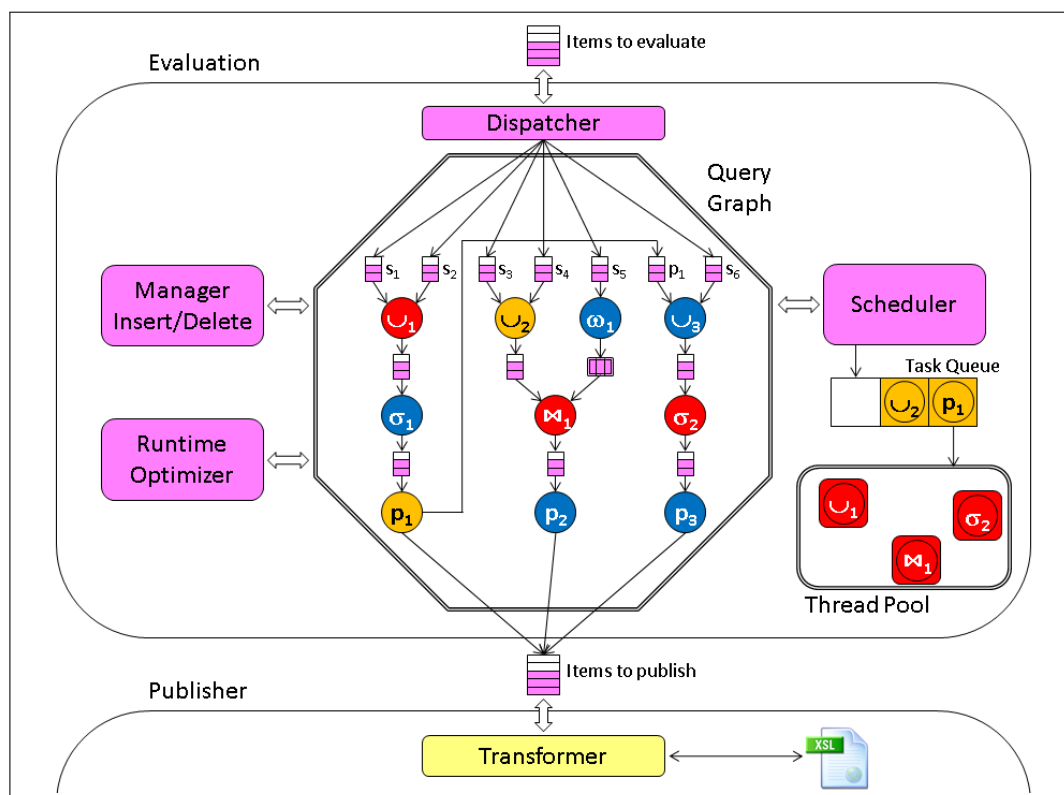 Items to evaluate
Evaluation
Dispatcher
Query
Graph
s₁ s₂ s₃ s₄ s₅ p₁ s₆
Manager
Insert/Delete
∪₁ ∪₂ ω₁ ∪₃
Scheduler
Task Queue
∪₂ p₁
σ₁ ⋈₁ σ₂
Runtime
Optimizer
p₁ p₂ p₃
∪₁ σ₂
⋈₁
Thread Pool
Items to publish
Publisher
Transformer
XSL